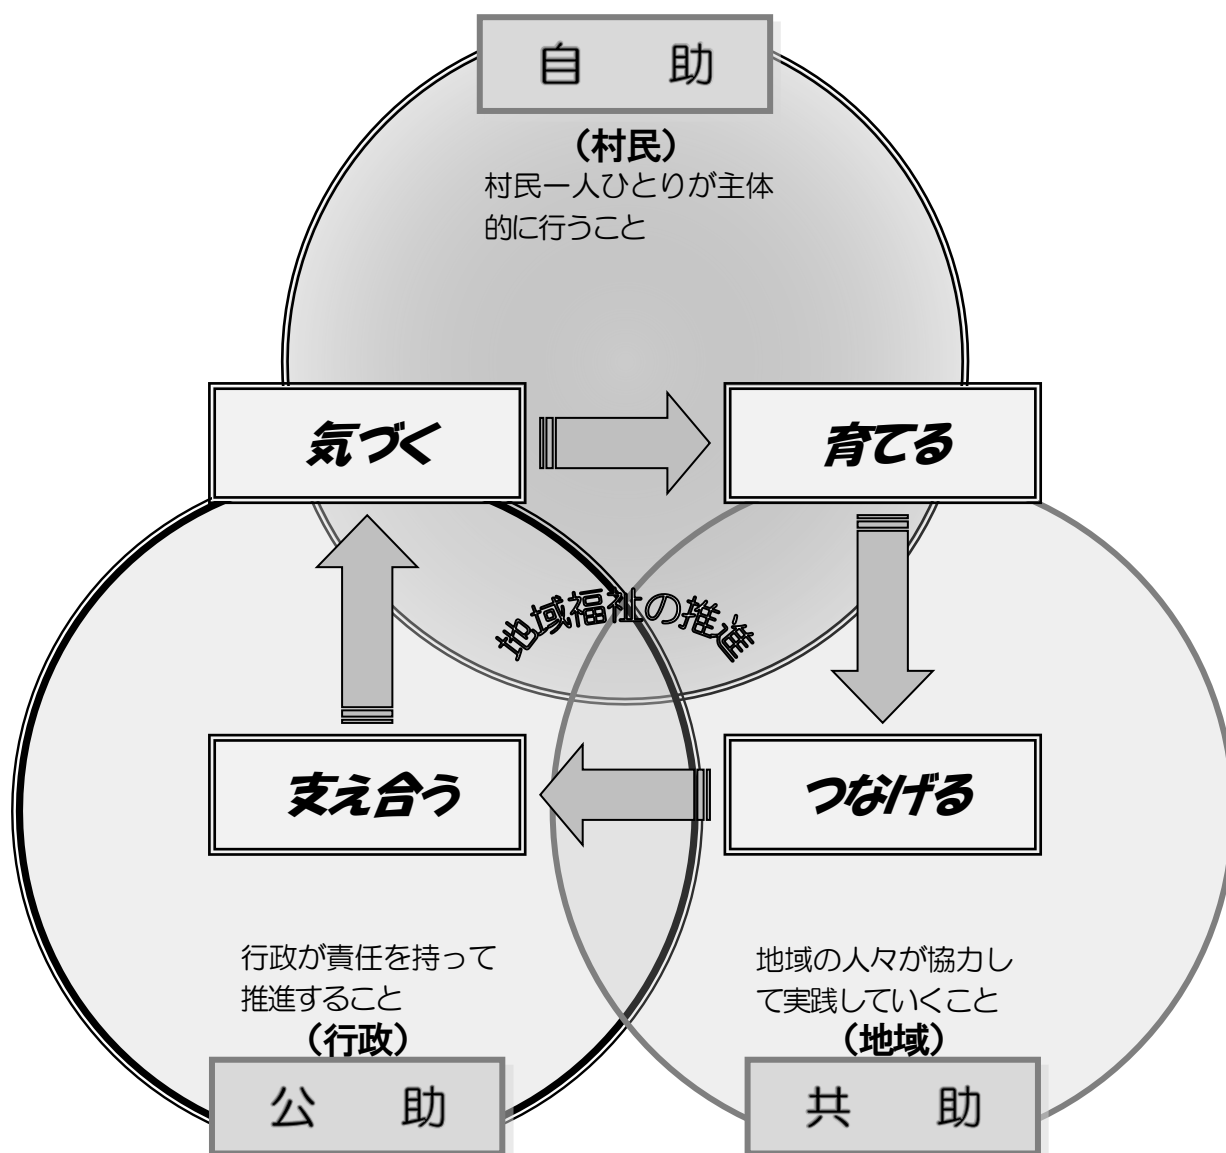 自　助
（村民）
村民一人ひとりが主体
的に行うこと
気づく
育てる
地域福祉の推進
支え合う
つなげる
行政が責任を持って
推進すること
（行政）
公　助
地域の人々が協力し
て実践していくこと
（地域）
共　助